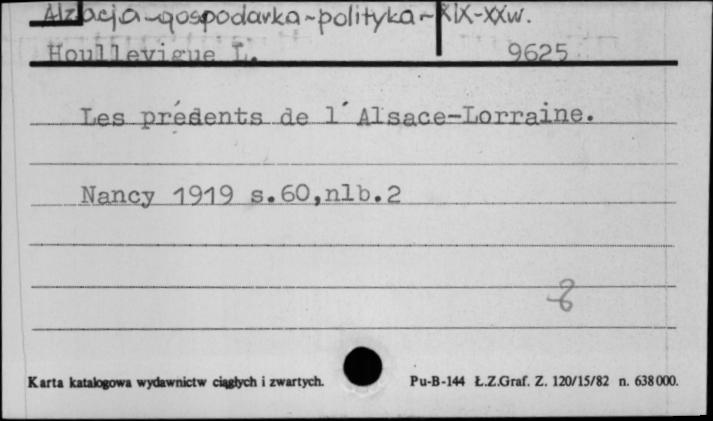 Alzacja-gospodarka-polityka-XIX-XXw.
Houllevigue L. 9625
Les présents de l'Alsace-Lorraine.
Nancy 1919 s.60,nlb.2
Karta katalogowa wydawnictw ciągłych i zwartych. Pu-B-144 Ł.Z.Graf. Z. 120/15/82 n. 638000.